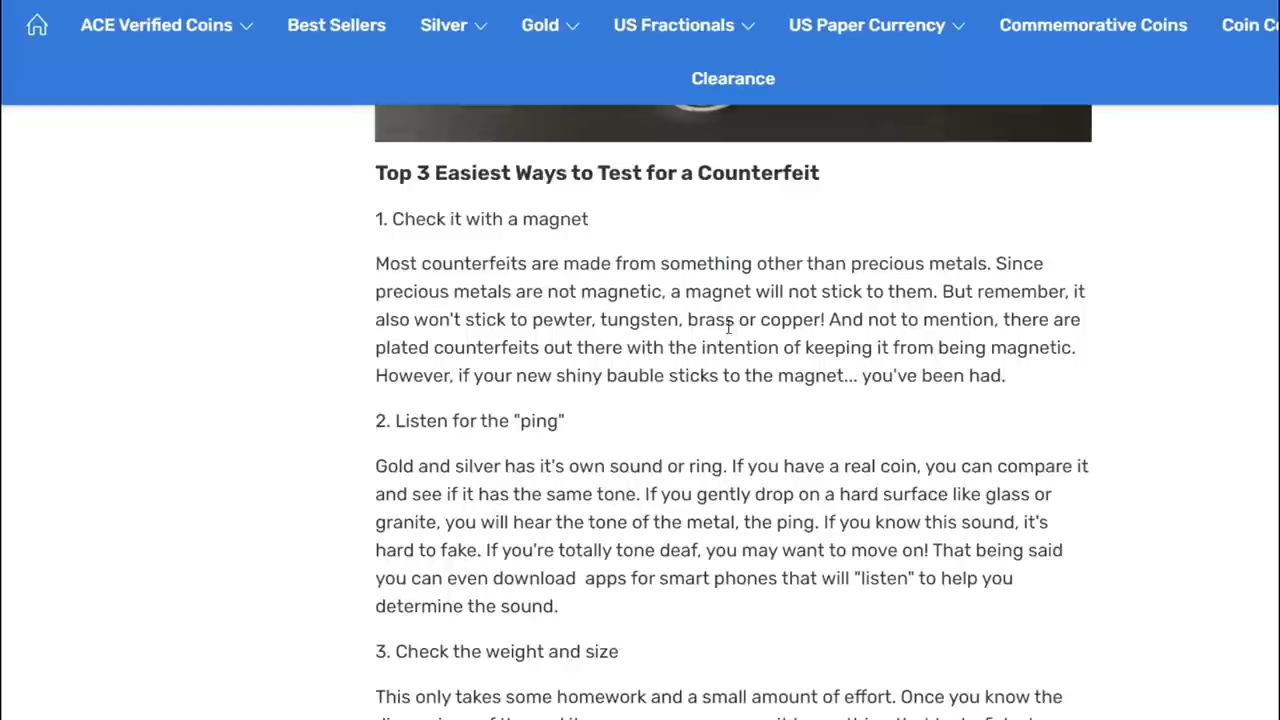 ACE Verified Coins Best Sellers Silver Gold US Fractionals US Paper Currency Commemorative Coins Coin
Clearance
Top 3 Easiest Ways to Test for a Counterfeit
1. Check it with a magnet
Most counterfeits are made from something other than precious metals. Since
precious metals are not magnetic, a magnet will not stick to them. But remember, it
also won't stick to pewter, tungsten, brass or copper! And not to mention, there are
plated counterfeits out there with the intention of keeping it from being magnetic.
However, if your new shiny bauble sticks to the magnet... you've been had.
2. Listen for the "ping"
Gold and silver has it's own sound or ring. If you have a real coin, you can compare it
and see if it has the same tone. If you gently drop on a hard surface like glass or
granite, you will hear the tone of the metal, the ping. If you know this sound, it's
hard to fake. If you're totally tone deaf, you may want to move on! That being said
you can even download apps for smart phones that will "listen" to help you
determine the sound.
3. Check the weight and size
This only takes some homework and a small amount of effort. Once you know the